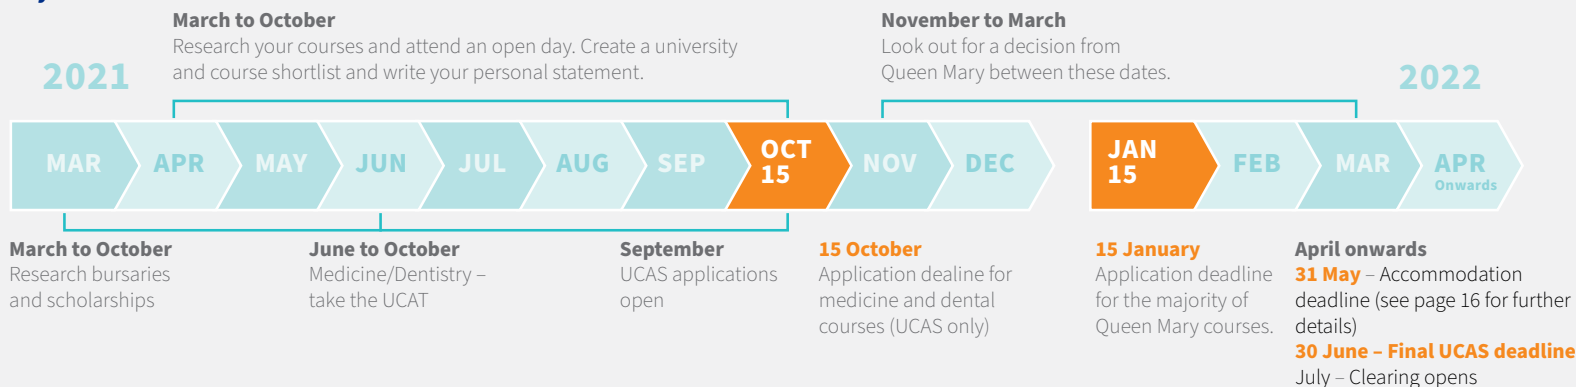 March to October
Research your courses and attend an open day. Create a university
and course shortlist and write your personal statement.
November to March
Look out for a decision from
Queen Mary between these dates.
2021
2022
MAR
APR
MAY
JUN
JUL
AUG
SEP
OCT
15
NOV
DEC
JAN
15
FEB
MAR
APR
Onwards
March to October
Research bursaries
and scholarships
June to October
Medicine/Dentistry –
take the UCAT
September
UCAS applications
open
15 October
Application dealine for
medicine and dental
courses (UCAS only)
15 January
Application deadline
for the majority of
Queen Mary courses.
April onwards
31 May – Accommodation
deadline (see page 16 for further
details)
30 June – Final UCAS deadline
July – Clearing opens